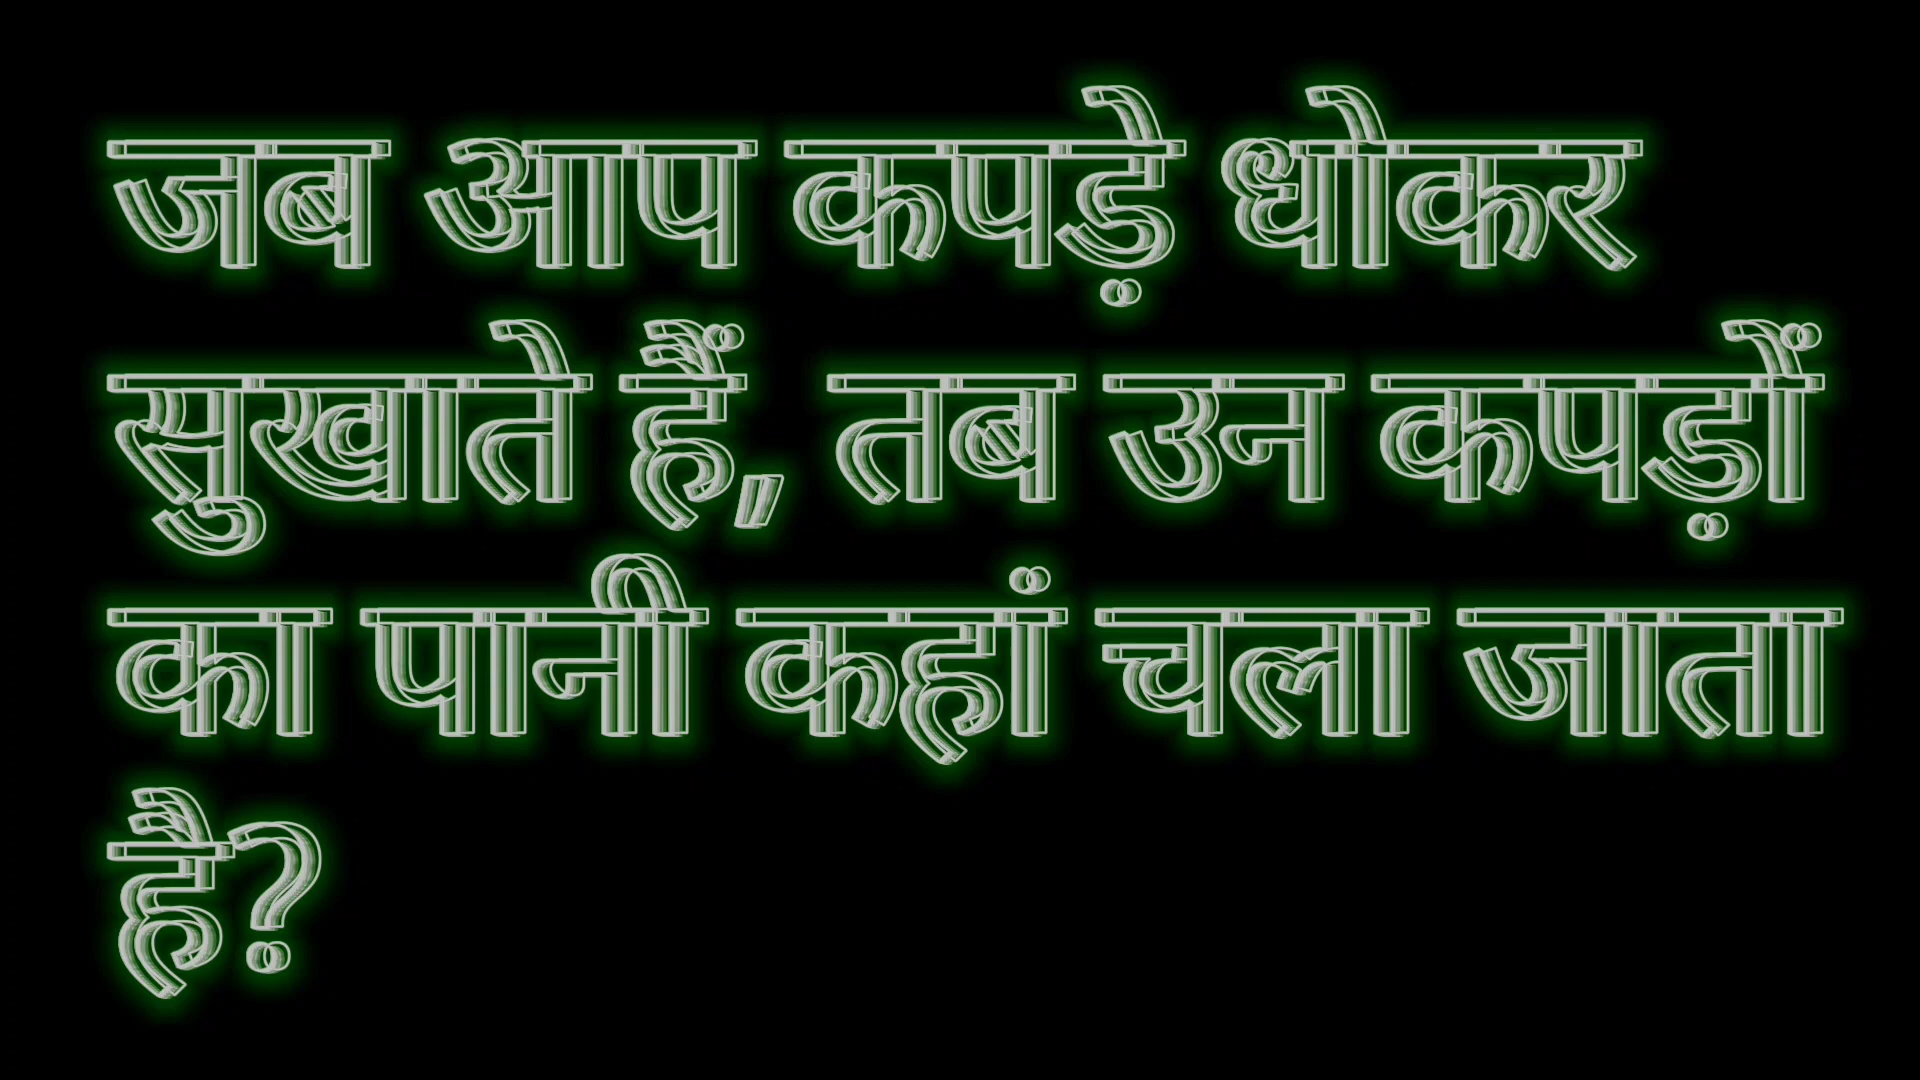 जब आप कपड़े धोकर
सुखाते हैं, तब उन कपड़ों
का पानी कहां चला जाता
है?